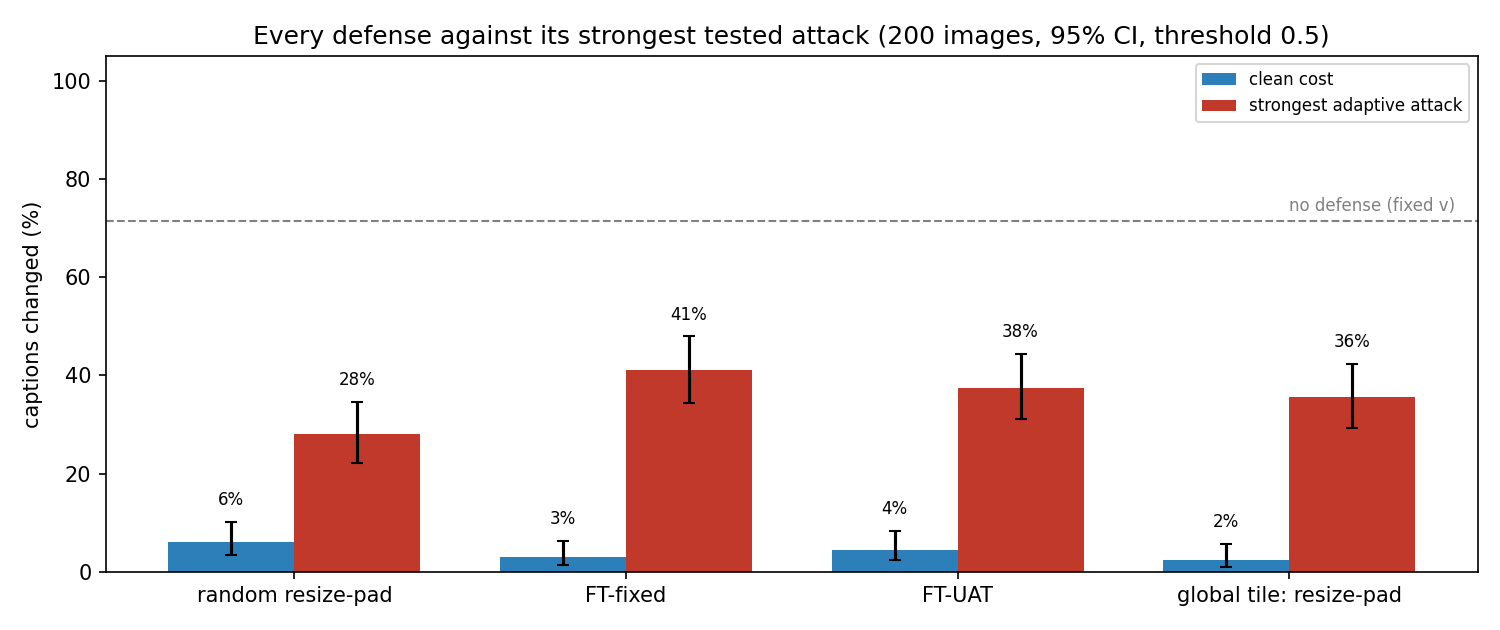 Every defense against its strongest tested attack (200 images, 95% CI, threshold 0.5)
captions changed (%)
100
80
60
40
20
0
clean cost
strongest adaptive attack
no defense (fixed v)
6%
28%
3%
41%
4%
38%
2%
36%
random resize-pad
FT-fixed
FT-UAT
global tile: resize-pad